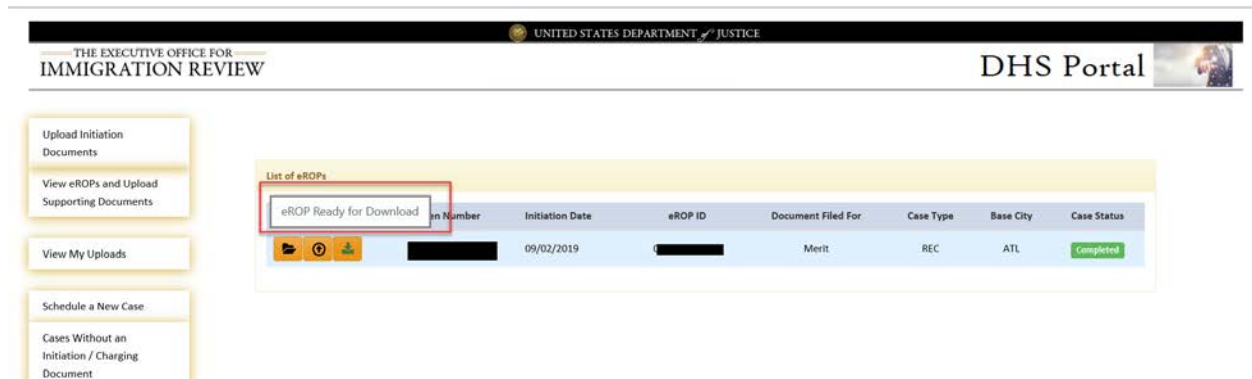 UNITED STATES DEPARTMENT of JUSTICE
THE EXECUTIVE OFFICE FOR
IMMIGRATION REVIEW
DHS Portal
Upload Initiation
Documents
View eROPs and Upload
Supporting Documents
View My Uploads
Schedule a New Case
Cases Without an
Initiation / Charging
Document
List of eROPs
eROP Ready for Download
en Number Initiation Date eROP ID Document Filed For Case Type Base City Case Status
09/02/2019 Merit REC ATL Completed